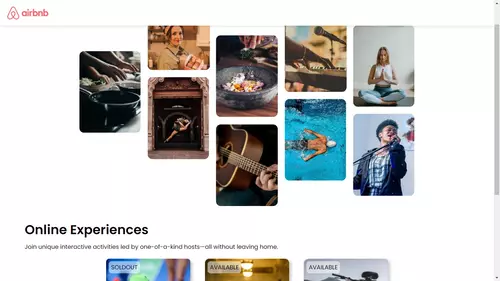 airbnb
Online Experiences
Join unique interactive activities led by one-of-a-kind hosts—all without leaving home.
SOLDOUT
AVAILABLE
AVAILABLE